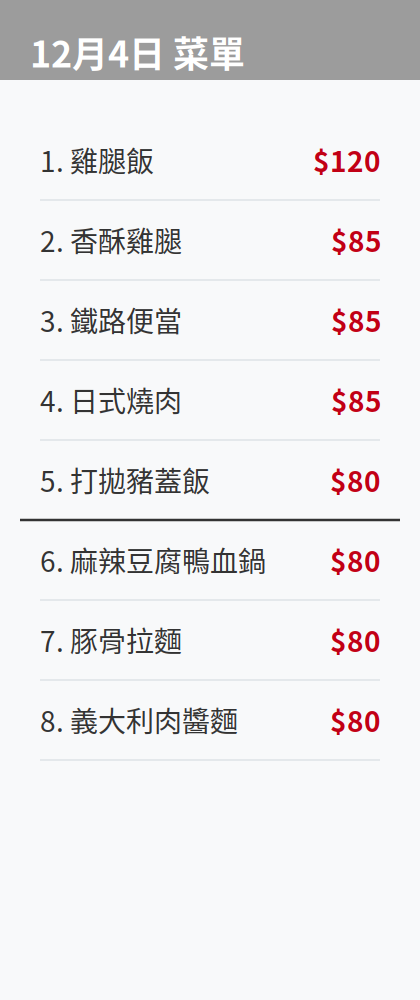 12月4日 菜單
1. 雞腿飯 $120
2. 香酥雞腿 $85
3. 鐵路便當 $85
4. 日式燒肉 $85
5. 打拋豬蓋飯 $80
6. 麻辣豆腐鴨血鍋 $80
7. 豚骨拉麵 $80
8. 義大利肉醬麵 $80